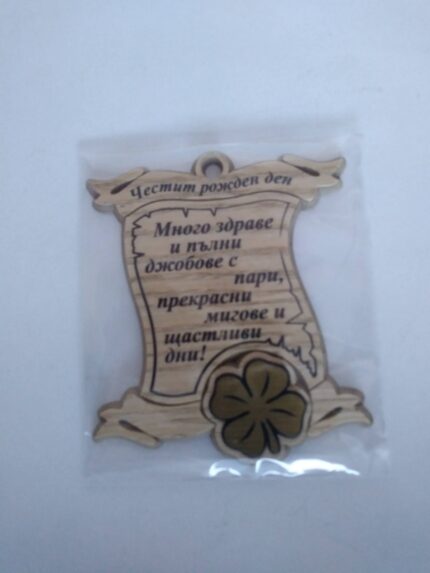 Честит рожден ден
Много здраве
и пълни
джобове с
пари,
прекрасни
мигове и
щастливи
дни!